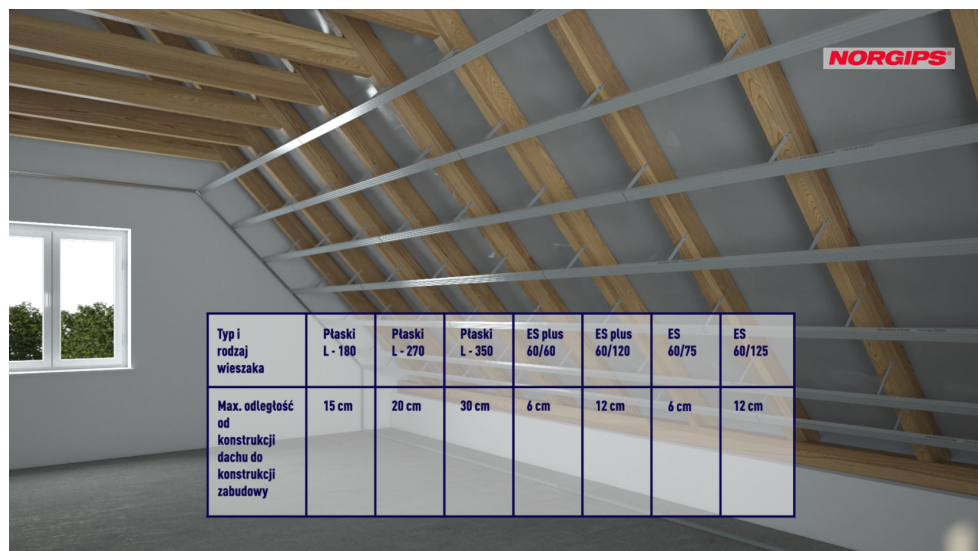 NORGIPS®
Typ i
rodzaj
wieszaka
Płaski
L - 180
Płaski
L - 270
Płaski
L - 350
ES plus
60/60
ES plus
60/120
ES
60/75
ES
60/125
Max. odległość
od
konstrukcji
dachu do
konstrukcji
zabudowy
15 cm
20 cm
30 cm
6 cm
12 cm
6 cm
12 cm